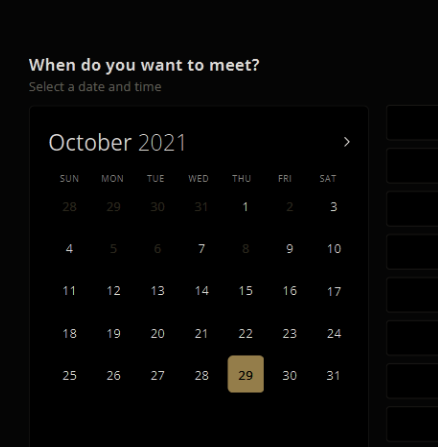 When do you want to meet?
Select a date and time
October 2021
SUN MON TUE WED THU FRI SAT
28 29 30 31 1 2 3
4 5 6 7 8 9 10
11 12 13 14 15 16 17
18 19 20 21 22 23 24
25 26 27 28 29 30 31